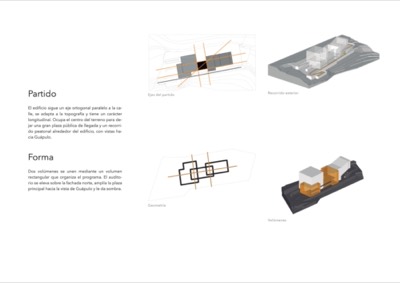 Partido
El edificio sigue un eje ortogonal paralelo a la ca-
lle, se adapta a la topografía y tiene un carácter
longitudinal. Ocupa el centro del terreno para de-
jar una gran plaza pública de llegada y un recorri-
do peatonal alrededor del edificio, con vistas ha-
cia Guápulo.
Eje del partido
Recorrido exterior
Forma
Dos volúmenes se unen mediante un volumen
rectangular que organiza el programa. El audito-
rio se eleva sobre la fachada norte, amplía la plaza
principal hacia la vista de Guápulo y le da sombra.
Geometría
Volúmenes